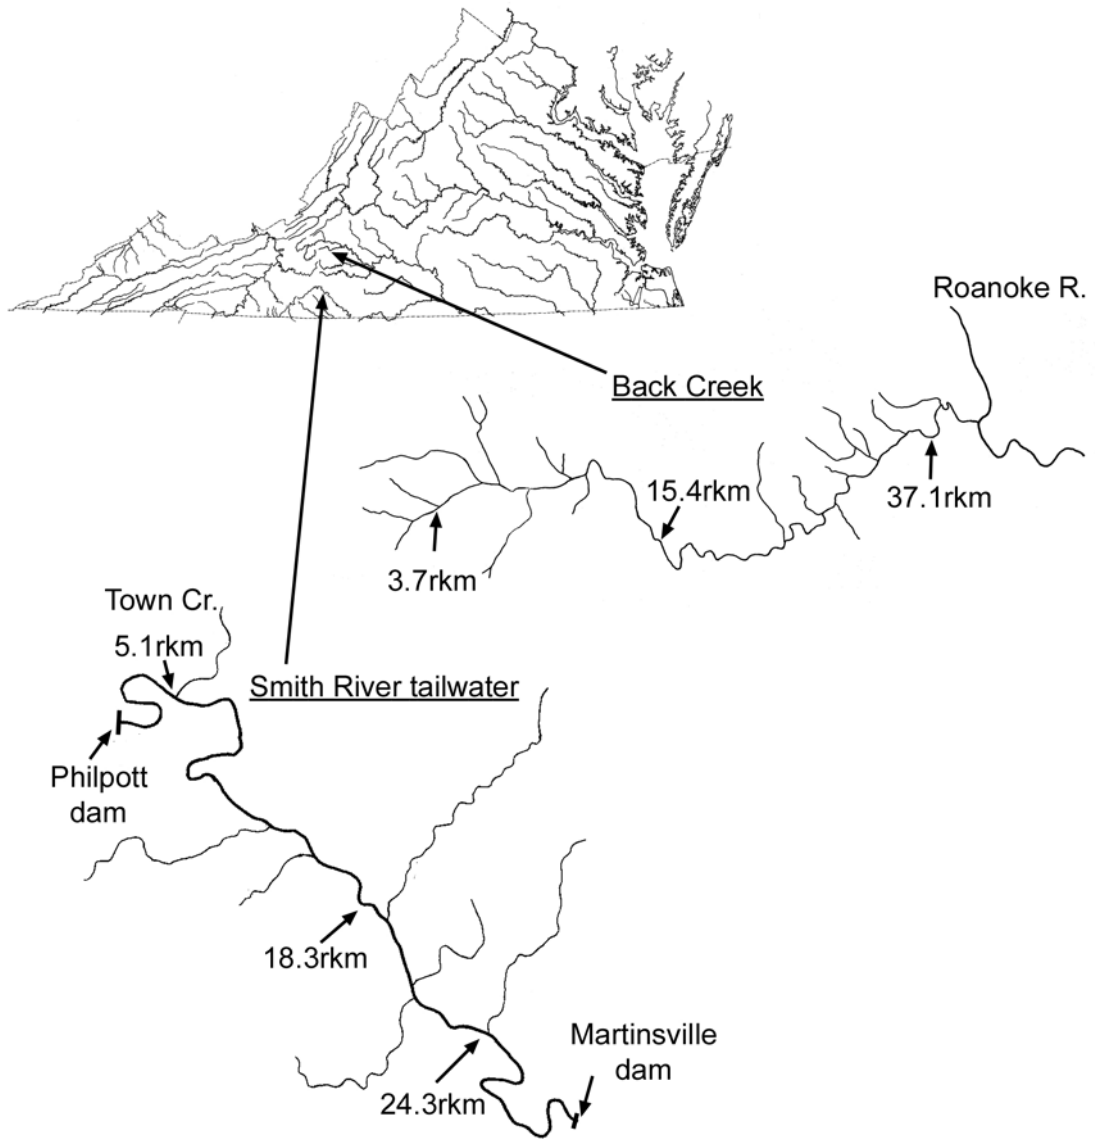 Roanoke R.
Back Creek
15.4rkm
37.1rkm
3.7rkm
Town Cr.
5.1rkm
Smith River tailwater
Philpott
dam
18.3rkm
Martinsville
dam
24.3rkm